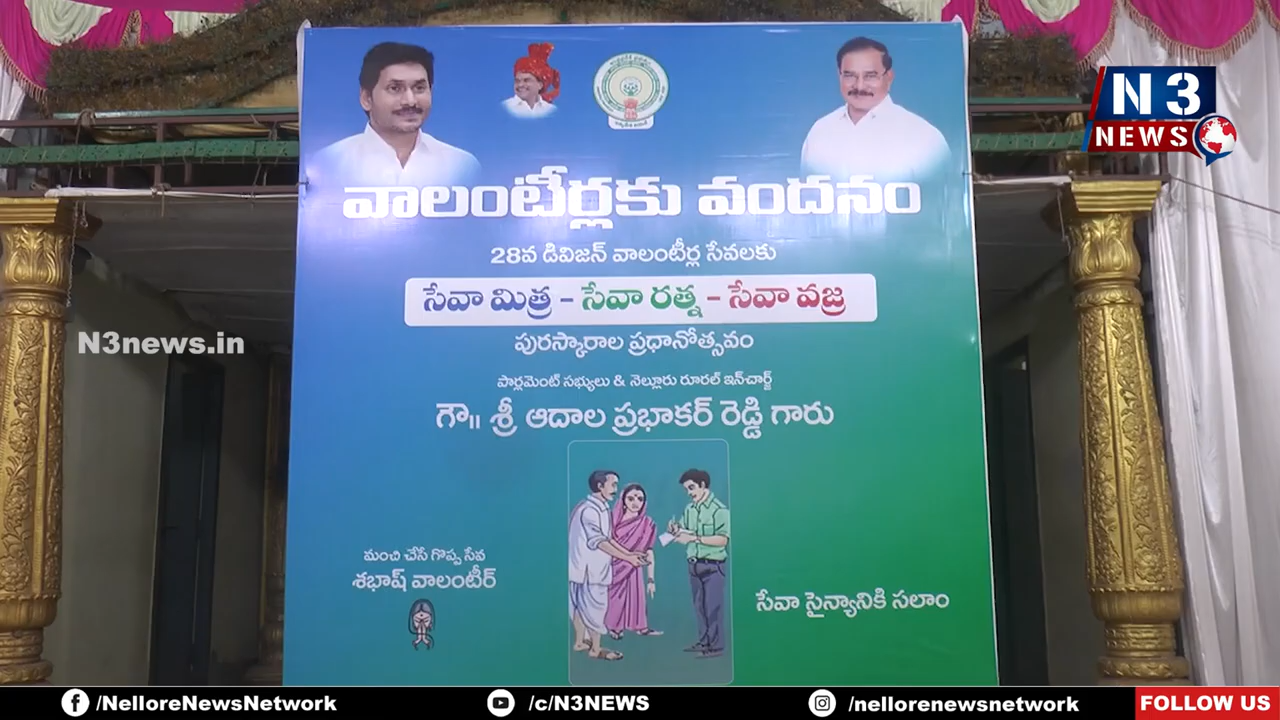 N3
NEWS
వాలంటీర్లకు వందనం
28వ డివిజన్ వాలంటీర్ల సేవలకు
సేవా మిత్ర - సేవా రత్న - సేవా వజ్ర
పురస్కారాల ప్రధానోత్సవం
N3news.in
పార్లమెంట్ సభ్యులు & నెల్లూరు రూరల్ ఇన్‌చార్జ్
గౌ॥ శ్రీ ఆదాల ప్రభాకర్ రెడ్డి గారు
మంచి చేసే గొప్ప సేవ
శభాష్ వాలంటీర్
సేవా సైన్యానికి సలాం
/NelloreNewsNetwork
/c/N3NEWS
/nellorenewsnetwork
FOLLOW US